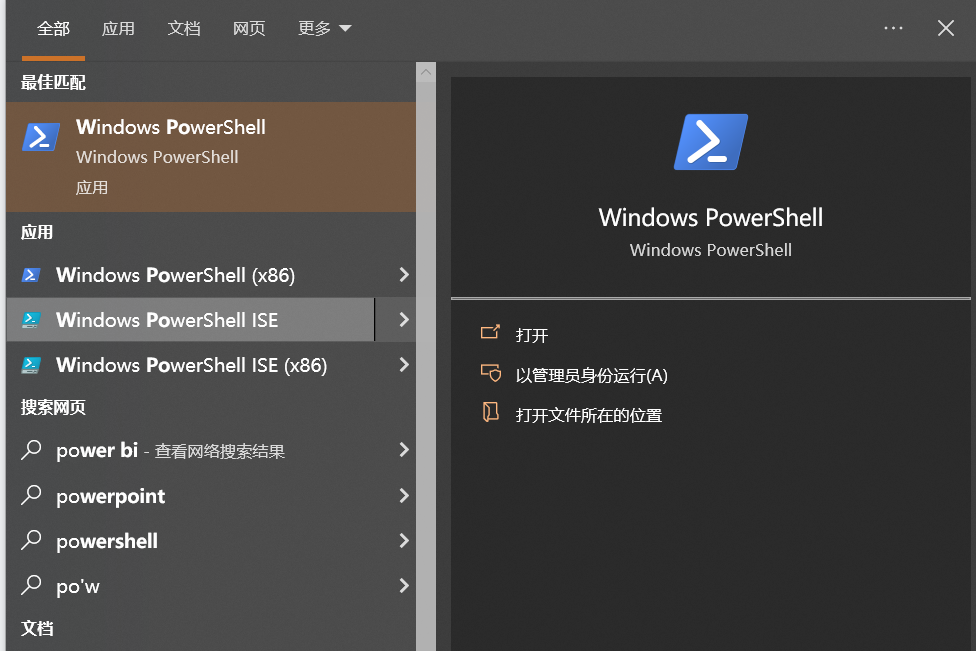 全部 应用 文档 网页 更多
最佳匹配
Windows PowerShell
Windows PowerShell
应用
应用
Windows PowerShell (x86)
Windows PowerShell ISE
Windows PowerShell ISE (x86)
搜索网页
power bi - 查看网络搜索结果
powerpoint
powershell
po'w
文档
Windows PowerShell
Windows PowerShell
打开
以管理员身份运行(A)
打开文件所在的位置